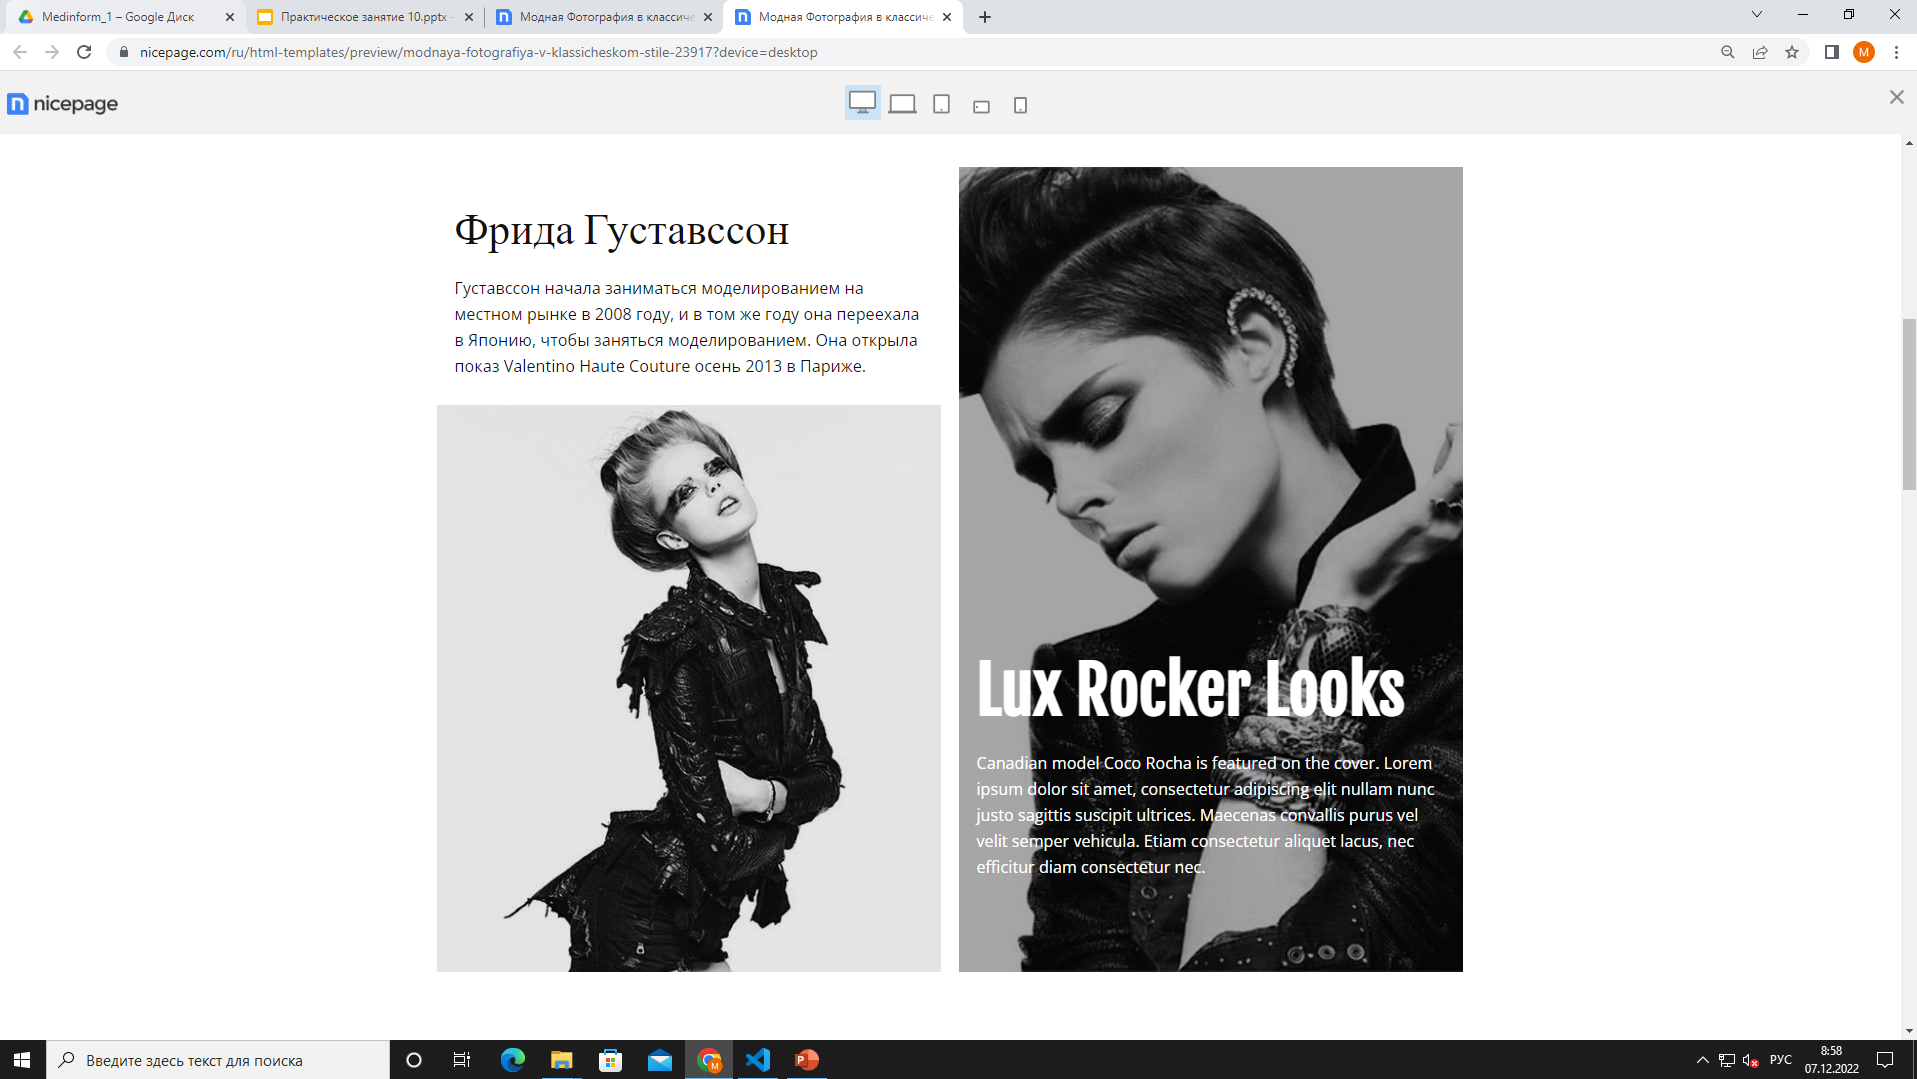 Medinform_1 – Google Диск
Практическое занятие 10.pptx -
Модная Фотография в классиче
Модная Фотография в классиче
nicepage.com/ru/html-templates/preview/modnaya-fotografiya-v-klassicheskom-stile-23917?device=desktop
M
nicepage
Фрида Густавссон
Густавссон начала заниматься моделированием на
местном рынке в 2008 году, и в том же году она переехала
в Японию, чтобы заняться моделированием. Она открыла
показ Valentino Haute Couture осень 2013 в Париже.
Lux Rocker Looks
Canadian model Coco Rocha is featured on the cover. Lorem
ipsum dolor sit amet, consectetur adipiscing elit nullam nunc
justo sagittis suscipit ultrices. Maecenas convallis purus vel
velit semper vehicula. Etiam consectetur aliquet lacus, nec
efficitur diam consectetur nec.
Введите здесь текст для поиска
РУС
8:58
07.12.2022